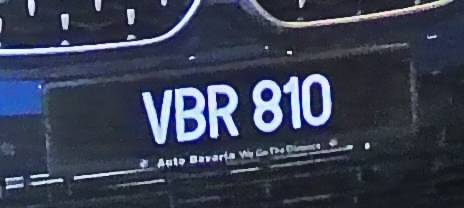 VBR 810
Auto Bavaria We Go The Distance